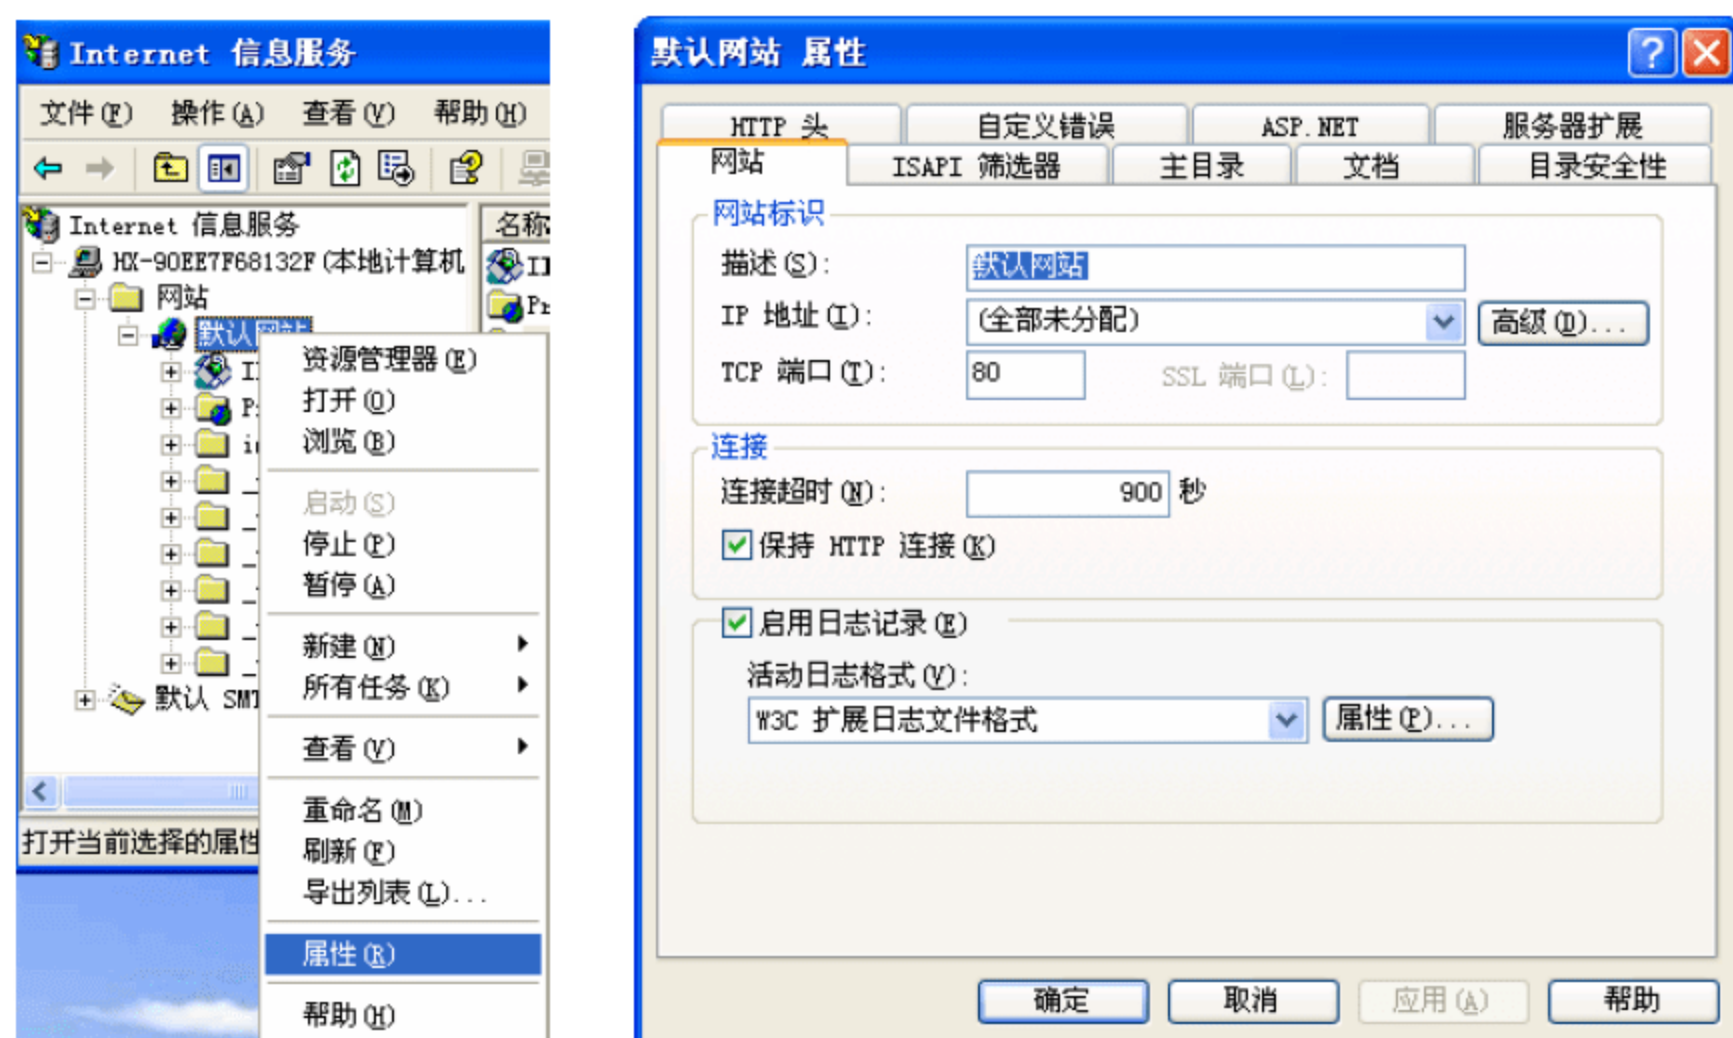 Internet 信息服务
文件(F) 操作(A) 查看(V) 帮助(H)
Internet 信息服务
HX-90EE7F68132F(本地计算机
网站
默认网站
默认 SMT
名称
资源管理器(E)
打开(O)
浏览(B)
启动(S)
停止(P)
暂停(A)
新建(N)
所有任务(K)
查看(V)
重命名(M)
刷新(F)
导出列表(L)...
属性(R)
帮助(H)
打开当前选择的属性
默认网站 属性
HTTP 头 自定义错误 ASP.NET 服务器扩展
网站 ISAPI 筛选器 主目录 文档 目录安全性
网站标识
描述(S): 默认网站
IP 地址(I): (全部未分配) 高级(D)...
TCP 端口(T): 80 SSL 端口(L):
连接
连接超时(N): 900 秒
保持 HTTP 连接(K)
启用日志记录(E)
活动日志格式(V):
W3C 扩展日志文件格式 属性(P)...
确定 取消 应用(A) 帮助